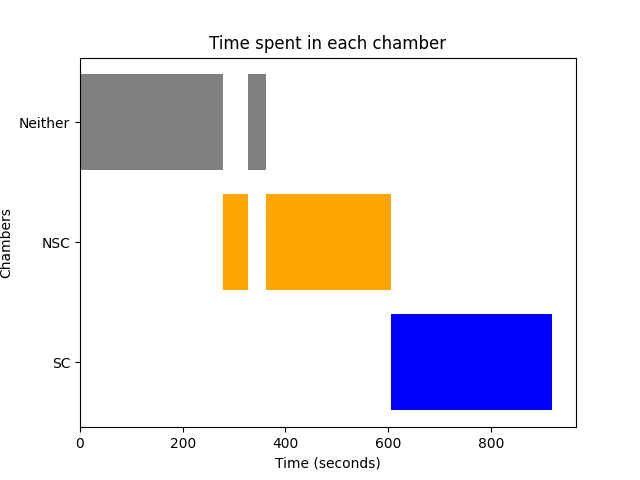 Time spent in each chamber
Neither
NSC
SC
Chambers
0 200 400 600 800
Time (seconds)